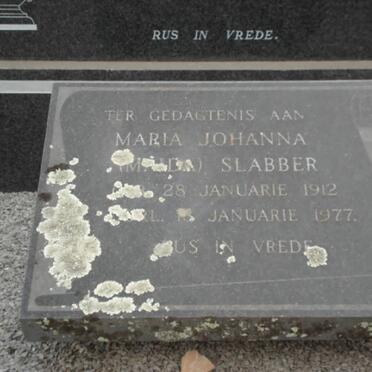 RUS IN VREDE.
TER GEDAGTENIS AAN
MARIA JOHANNA
SLABBER
28 JANUARIE 1912
JANUARIE 1977.
RUS IN VREDE